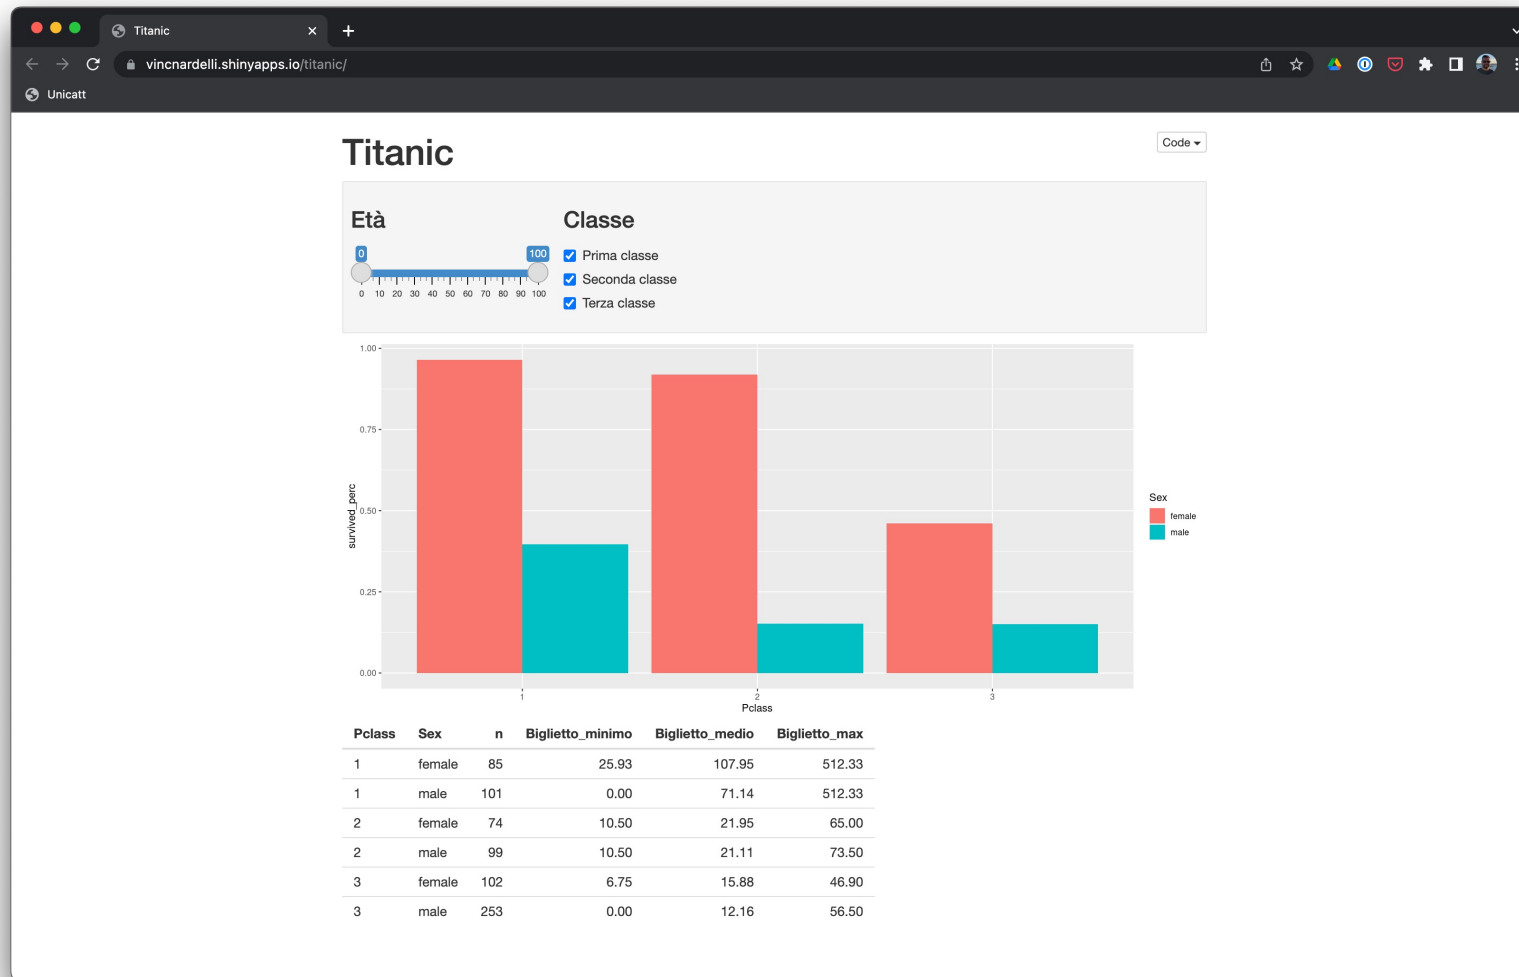 Titanic
vincnardelli.shinyapps.io/titanic/
Unicatt
Titanic
Code
Età
Classe
0
100
0 10 20 30 40 50 60 70 80 90 100
Prima classe
Seconda classe
Terza classe
1.00
0.75
0.50
0.25
0.00
survived_perc
1 2 3
Pclass
Sex
female
male
Pclass Sex n Biglietto_minimo Biglietto_medio Biglietto_max
1 female 85 25.93 107.95 512.33
1 male 101 0.00 71.14 512.33
2 female 74 10.50 21.95 65.00
2 male 99 10.50 21.11 73.50
3 female 102 6.75 15.88 46.90
3 male 253 0.00 12.16 56.50